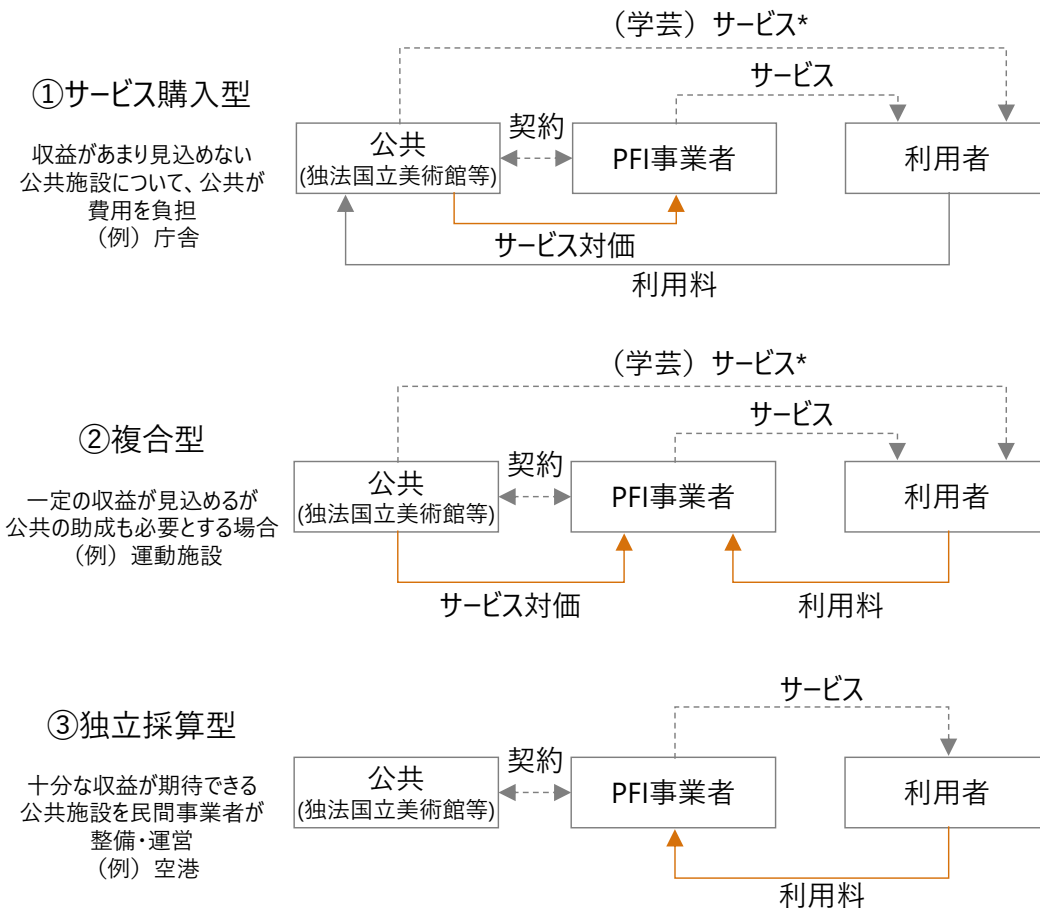 (学芸)サービス*
サービス
①サービス購入型
収益があまり見込めない
公共施設について、公共が
費用を負担
(例)庁舎
公共
(独法国立美術館等)
契約
PFI事業者
利用者
サービス対価
利用料
(学芸)サービス*
サービス
②複合型
一定の収益が見込めるが
公共の助成も必要とする場合
(例)運動施設
公共
(独法国立美術館等)
契約
PFI事業者
利用者
サービス対価
利用料
サービス
③独立採算型
十分な収益が期待できる
公共施設を民間事業者が
整備・運営
(例)空港
公共
(独法国立美術館等)
契約
PFI事業者
利用者
利用料